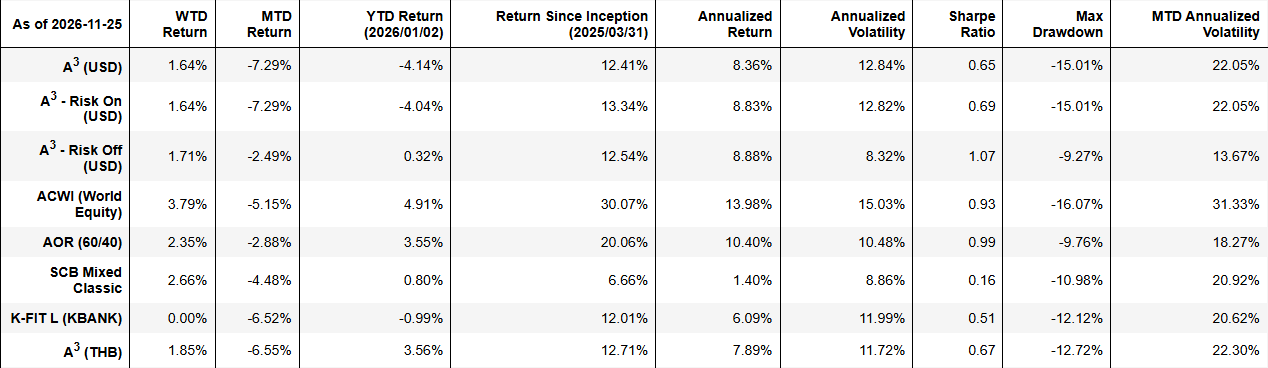 As of 2026-11-25 WTD Return MTD Return YTD Return (2026/01/02) Return Since Inception (2025/03/31) Annualized Return Annualized Volatility Sharpe Ratio Max Drawdown MTD Annualized Volatility
A3 (USD) 1.64% -7.29% -4.14% 12.41% 8.36% 12.84% 0.65 -15.01% 22.05%
A3 - Risk On (USD) 1.64% -7.29% -4.04% 13.34% 8.83% 12.82% 0.69 -15.01% 22.05%
A3 - Risk Off (USD) 1.71% -2.49% 0.32% 12.54% 8.88% 8.32% 1.07 -9.27% 13.67%
ACWI (World Equity) 3.79% -5.15% 4.91% 30.07% 13.98% 15.03% 0.93 -16.07% 31.33%
AOR (60/40) 2.35% -2.88% 3.55% 20.06% 10.40% 10.48% 0.99 -9.76% 18.27%
SCB Mixed Classic 2.66% -4.48% 0.80% 6.66% 1.40% 8.86% 0.16 -10.98% 20.92%
K-FIT L (KBANK) 0.00% -6.52% -0.99% 12.01% 6.09% 11.99% 0.51 -12.12% 20.62%
A3 (THB) 1.85% -6.55% 3.56% 12.71% 7.89% 11.72% 0.67 -12.72% 22.30%